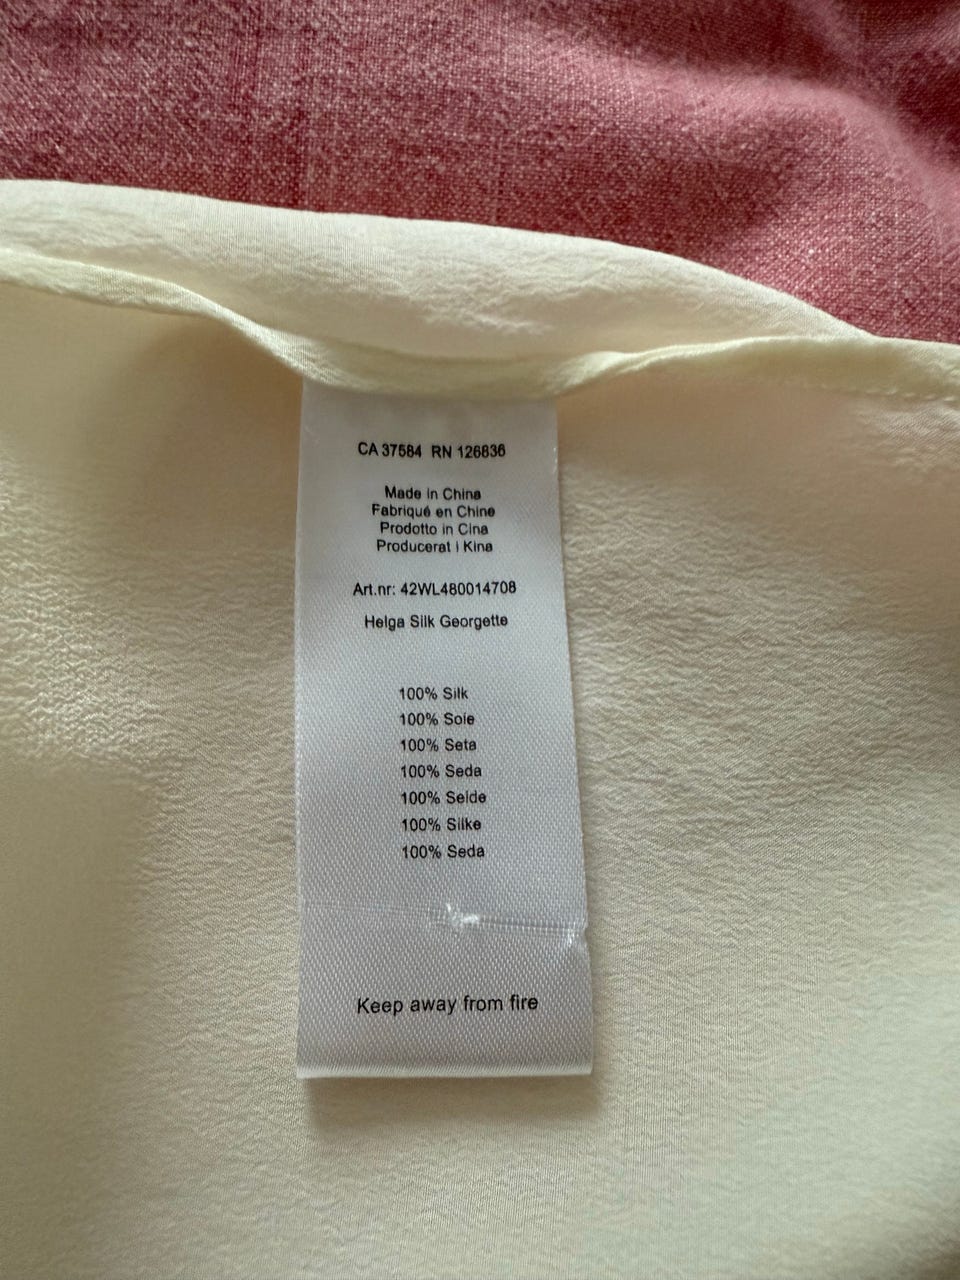 CA 37584 RN 126836
Made in China
Fabriqué en Chine
Prodotto in Cina
Producerat i Kina
Art.nr: 42WL480014708
Helga Silk Georgette
100% Silk
100% Soie
100% Seta
100% Seda
100% Seide
100% Silke
100% Seda
Keep away from fire